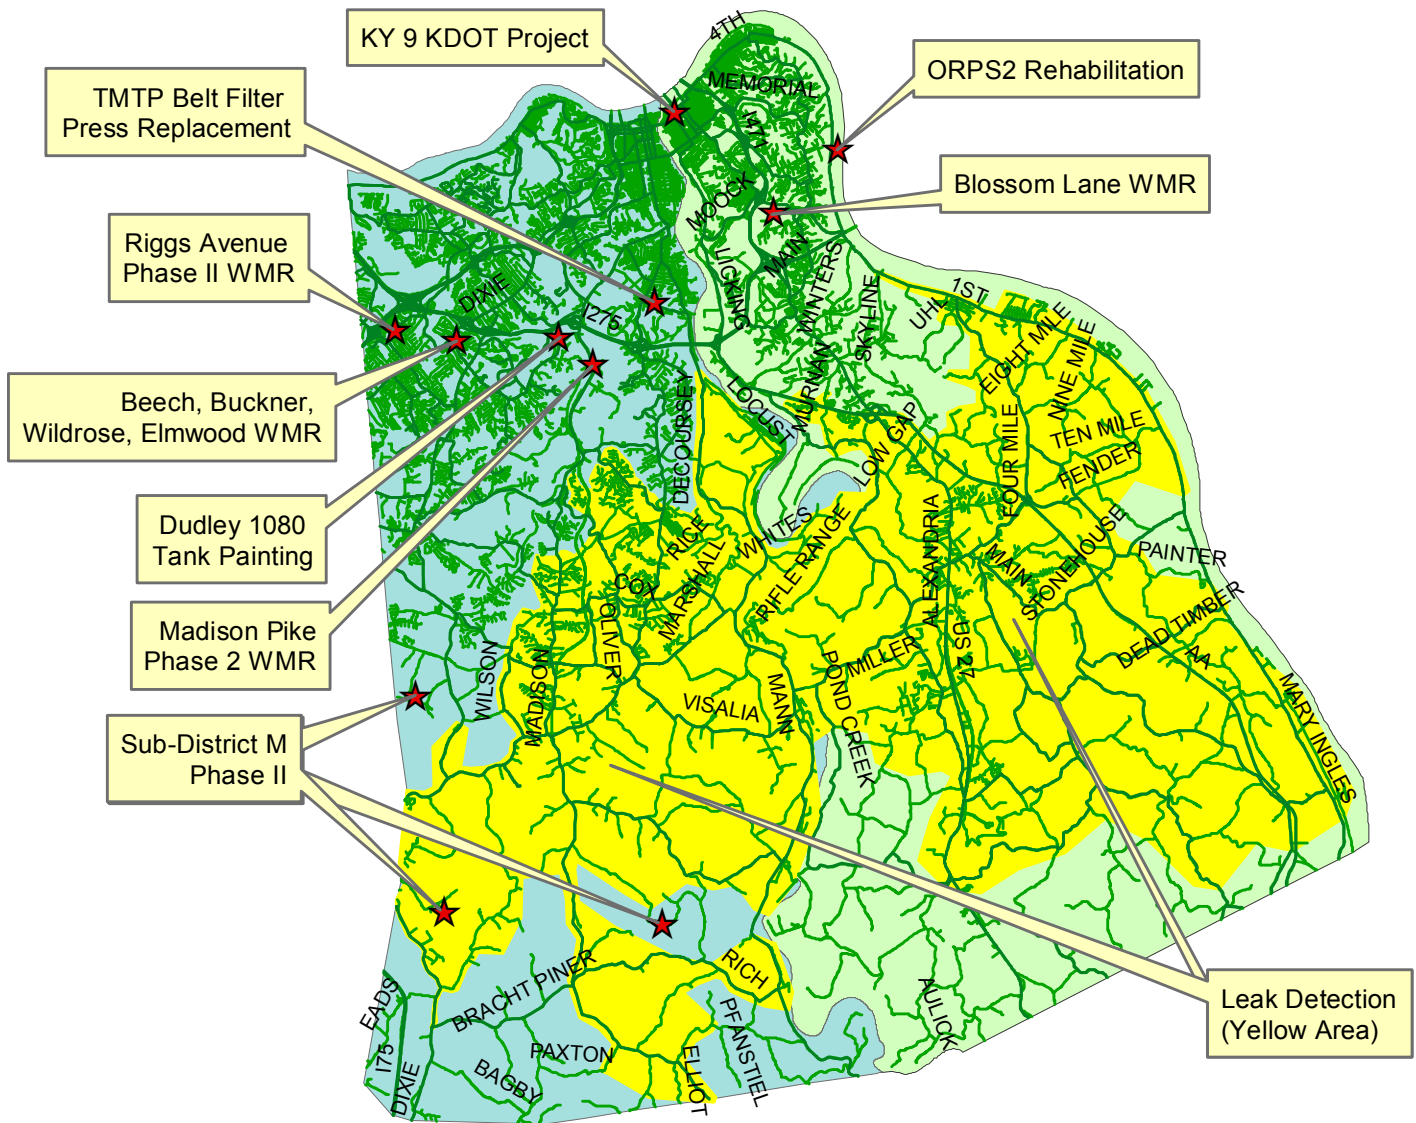 KY 9 KDOT Project
TMTP Belt Filter
Press Replacement
ORPS2 Rehabilitation
Blossom Lane WMR
Riggs Avenue
Phase II WMR
Beech, Buckner,
Wildrose, Elmwood WMR
Dudley 1080
Tank Painting
Madison Pike
Phase 2 WMR
Sub-District M
Phase II
Leak Detection
(Yellow Area)
4TH
MEMORIAL
I471
MOOCK
LICKING
MAIN
WINTERS
SKYLINE
UHL
1ST
EIGHT MILE
NINE MILE
TEN MILE
FENDER
FOUR MILE
DIXIE
I275
DECOURSEY
LOCUST
MURNAN
LOW GAP
WHITES
RIFLE RANGE
ALEXANDRIA
MAIN
STONEHOUSE
PAINTER
DEAD TIMBER
AA
MARY INGLES
RICE
COX
MARSHALL
OLIVER
WILSON
MADISON
VISALIA
MANN
POND CREEK
MILLER
US 27
EADS
I75
DIXIE
BRACHT PINER
BAGBY
PAXTON
ELLIOT
PFANSTIEL
RICH
AULICK